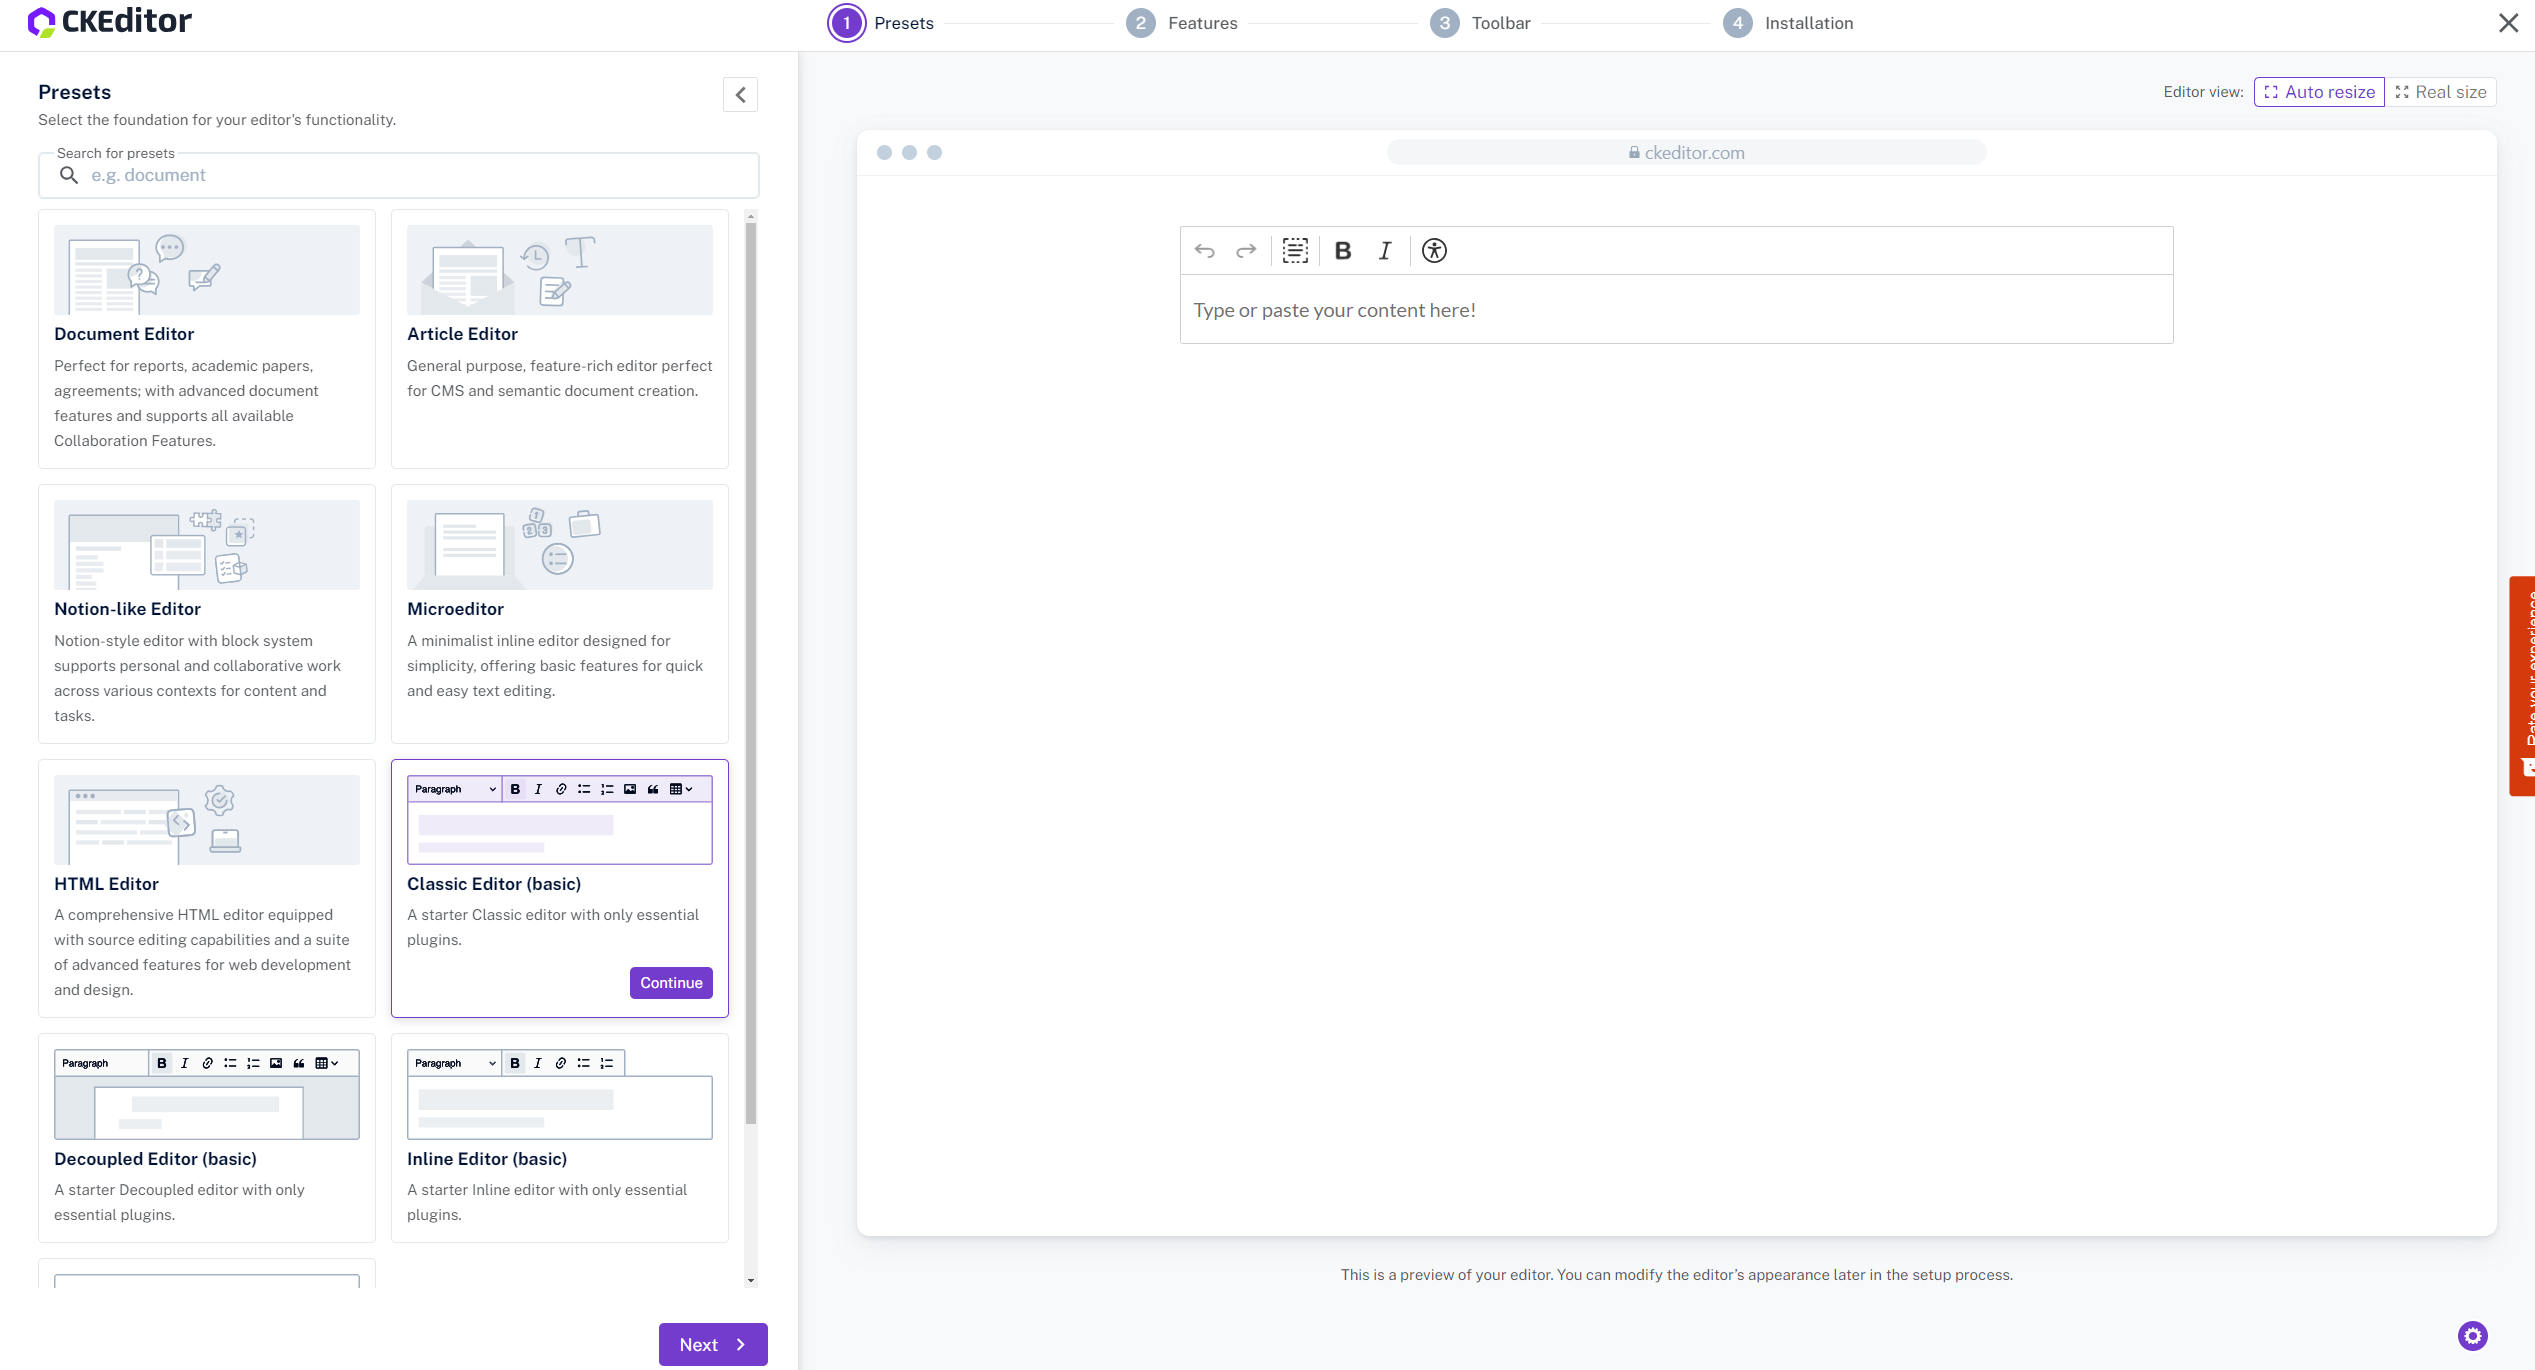 CKEditor
1 Presets
2 Features
3 Toolbar
4 Installation
Presets
Select the foundation for your editor's functionality.
Search for presets
e.g. document
Document Editor
Perfect for reports, academic papers,
agreements; with advanced document
features and supports all available
Collaboration Features.
Article Editor
General purpose, feature-rich editor perfect
for CMS and semantic document creation.
Notion-like Editor
Notion-style editor with block system
supports personal and collaborative work
across various contexts for content and
tasks.
Microeditor
A minimalist inline editor designed for
simplicity, offering basic features for quick
and easy text editing.
HTML Editor
A comprehensive HTML editor equipped
with source editing capabilities and a suite
of advanced features for web development
and design.
Paragraph B I
Classic Editor (basic)
A starter Classic editor with only essential
plugins.
Continue
Paragraph B I
Decoupled Editor (basic)
A starter Decoupled editor with only
essential plugins.
Paragraph B I
Inline Editor (basic)
A starter Inline editor with only essential
plugins.
Next
Editor view: Auto resize Real size
ckeditor.com
B I
Type or paste your content here!
Rate your experience
This is a preview of your editor. You can modify the editor's appearance later in the setup process.